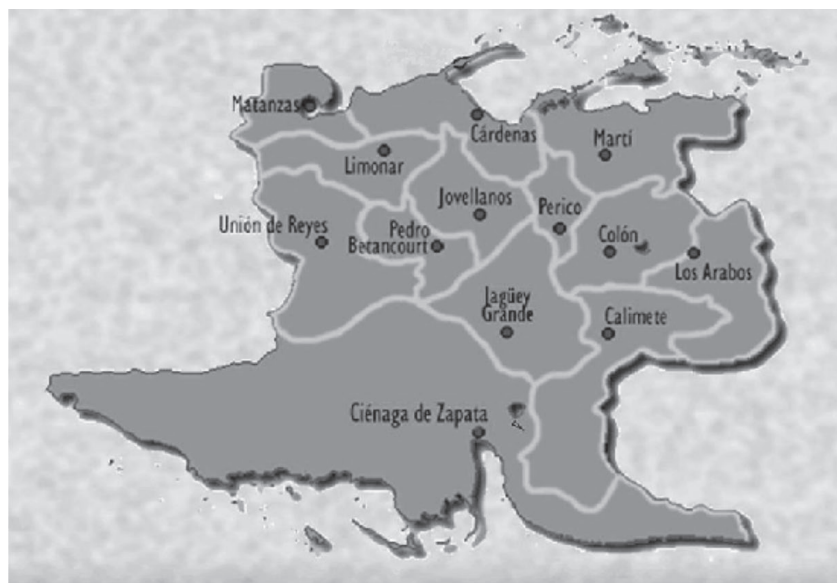 Matanzas
Cárdenas
Martí
Limonar
Jovellanos
Perico
Unión de Reyes
Pedro
Betancourt
Colón
Los Arabos
Jagüey
Grande
Calimete
Ciénaga de Zapata